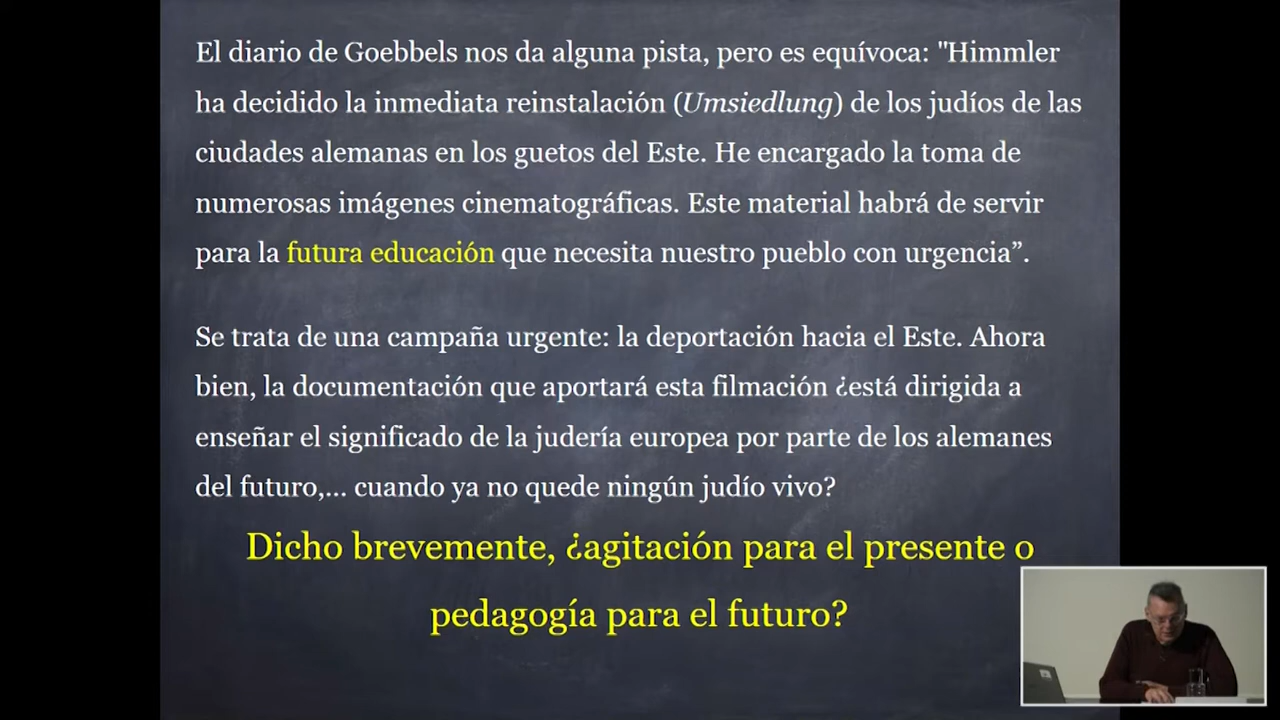 El diario de Goebbels nos da alguna pista, pero es equívoca: "Himmler
ha decidido la inmediata reinstalación (Umsiedlung) de los judíos de las
ciudades alemanas en los guetos del Este. He encargado la toma de
numerosas imágenes cinematográficas. Este material habrá de servir
para la futura educación que necesita nuestro pueblo con urgencia”.
Se trata de una campaña urgente: la deportación hacia el Este. Ahora
bien, la documentación que aportará esta filmación ¿está dirigida a
enseñar el significado de la judería europea por parte de los alemanes
del futuro,... cuando ya no quede ningún judío vivo?
Dicho brevemente, ¿agitación para el presente o
pedagogía para el futuro?